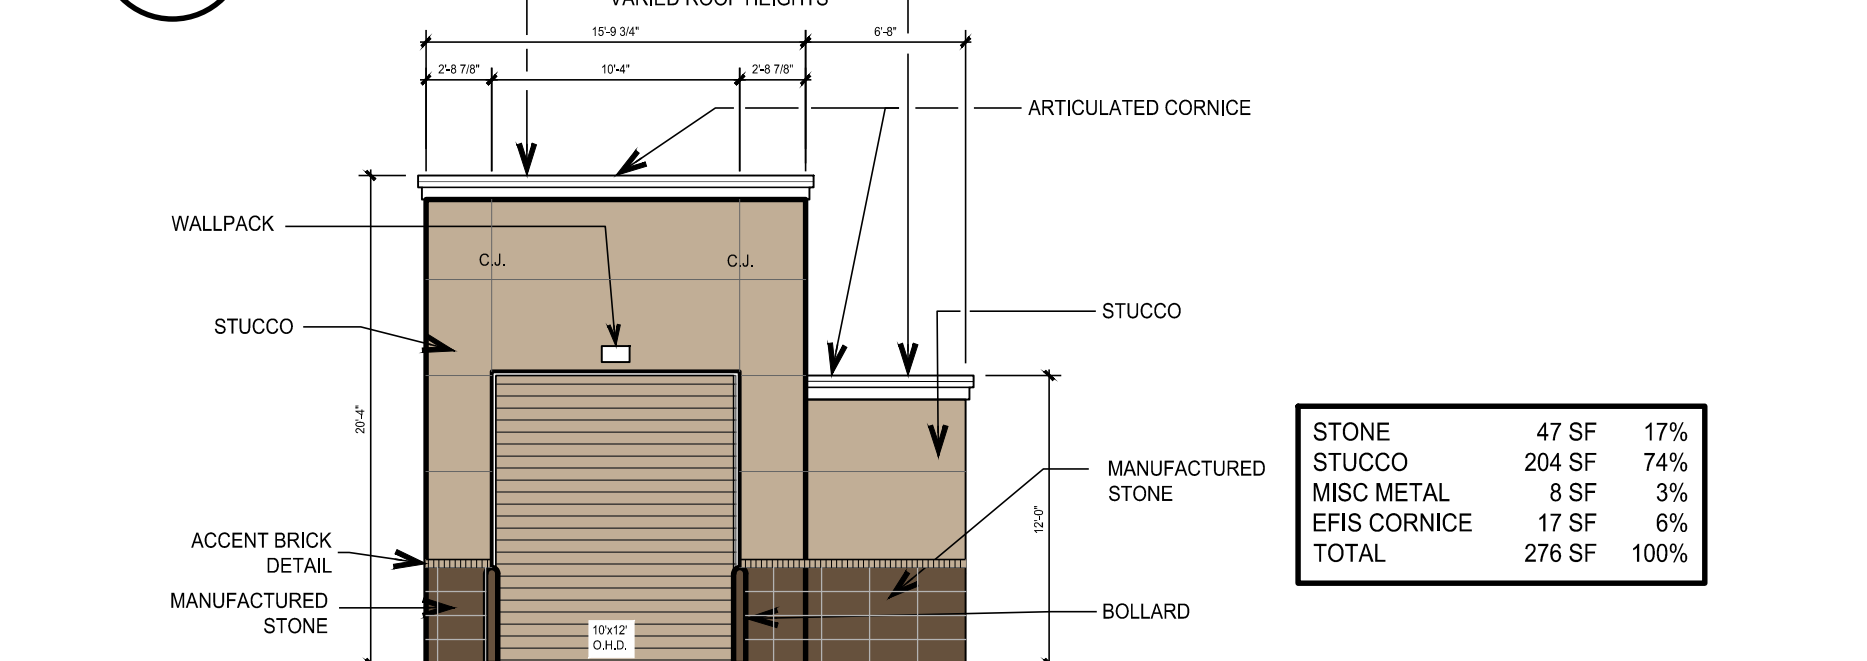 VARIED ROOF HEIGHTS
15'-9 3/4"
6'-8"
2'-8 7/8"
10'-4"
2'-8 7/8"
ARTICULATED CORNICE
WALLPACK
C.J.
C.J.
STUCCO
STUCCO
20'-4"
12'-0"
MANUFACTURED
STONE
ACCENT BRICK
DETAIL
MANUFACTURED
STONE
BOLLARD
10'x12'
O.H.D.
STONE 47 SF 17%
STUCCO 204 SF 74%
MISC METAL 8 SF 3%
EFIS CORNICE 17 SF 6%
TOTAL 276 SF 100%